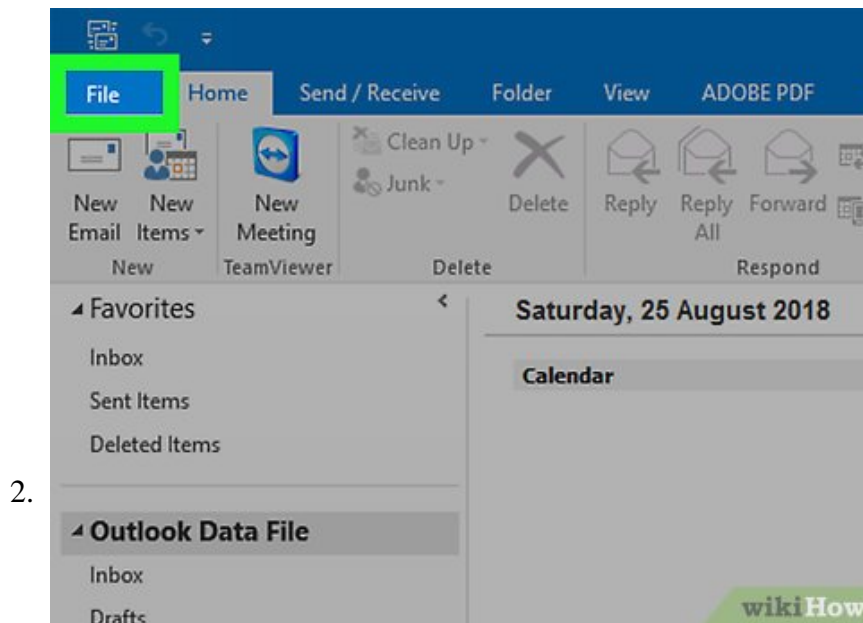 File Home Send / Receive Folder View ADOBE PDF
New Email
New Items
New Meeting
Clean Up
Junk
Delete
Reply
Reply All
Forward
New TeamViewer Delete Respond
Favorites
Inbox
Sent Items
Deleted Items
Saturday, 25 August 2018
Calendar
2.
Outlook Data File
Inbox
Drafts
wikiHow